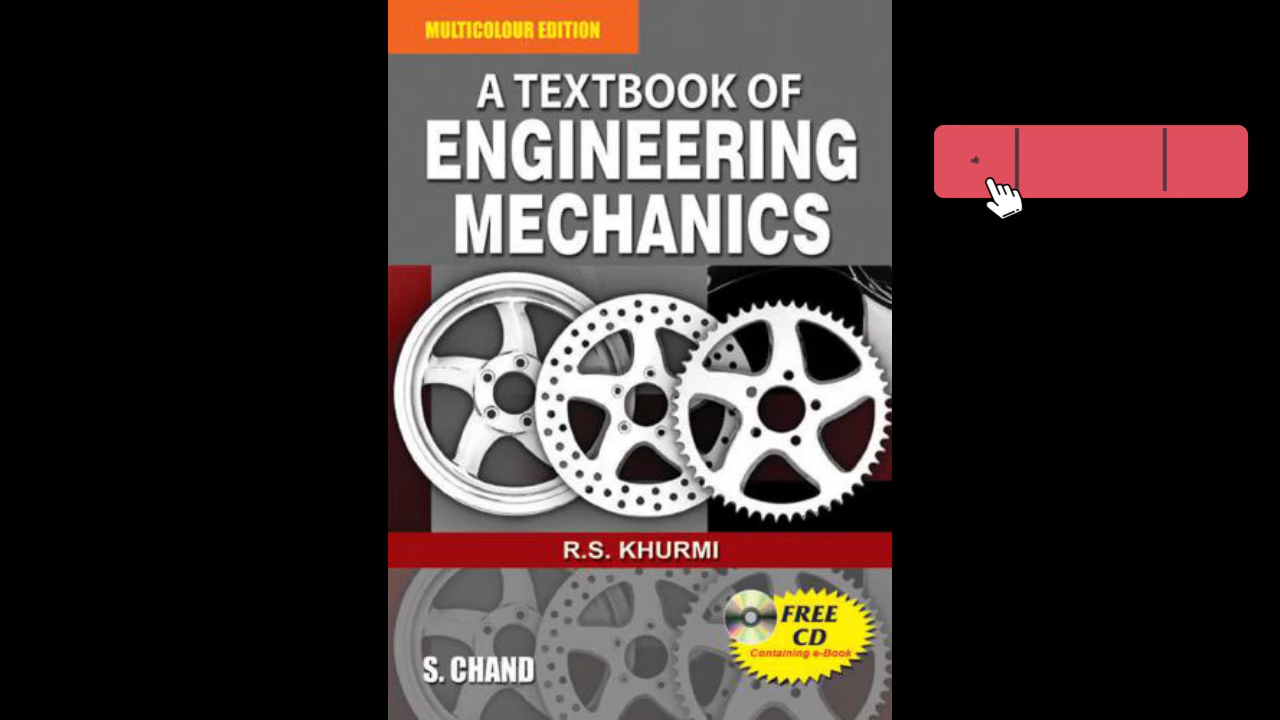 MULTICOLOUR EDITION
A TEXTBOOK OF
ENGINEERING
MECHANICS
R.S. KHURMI
FREE
CD
Containing e-Book
S. CHAND